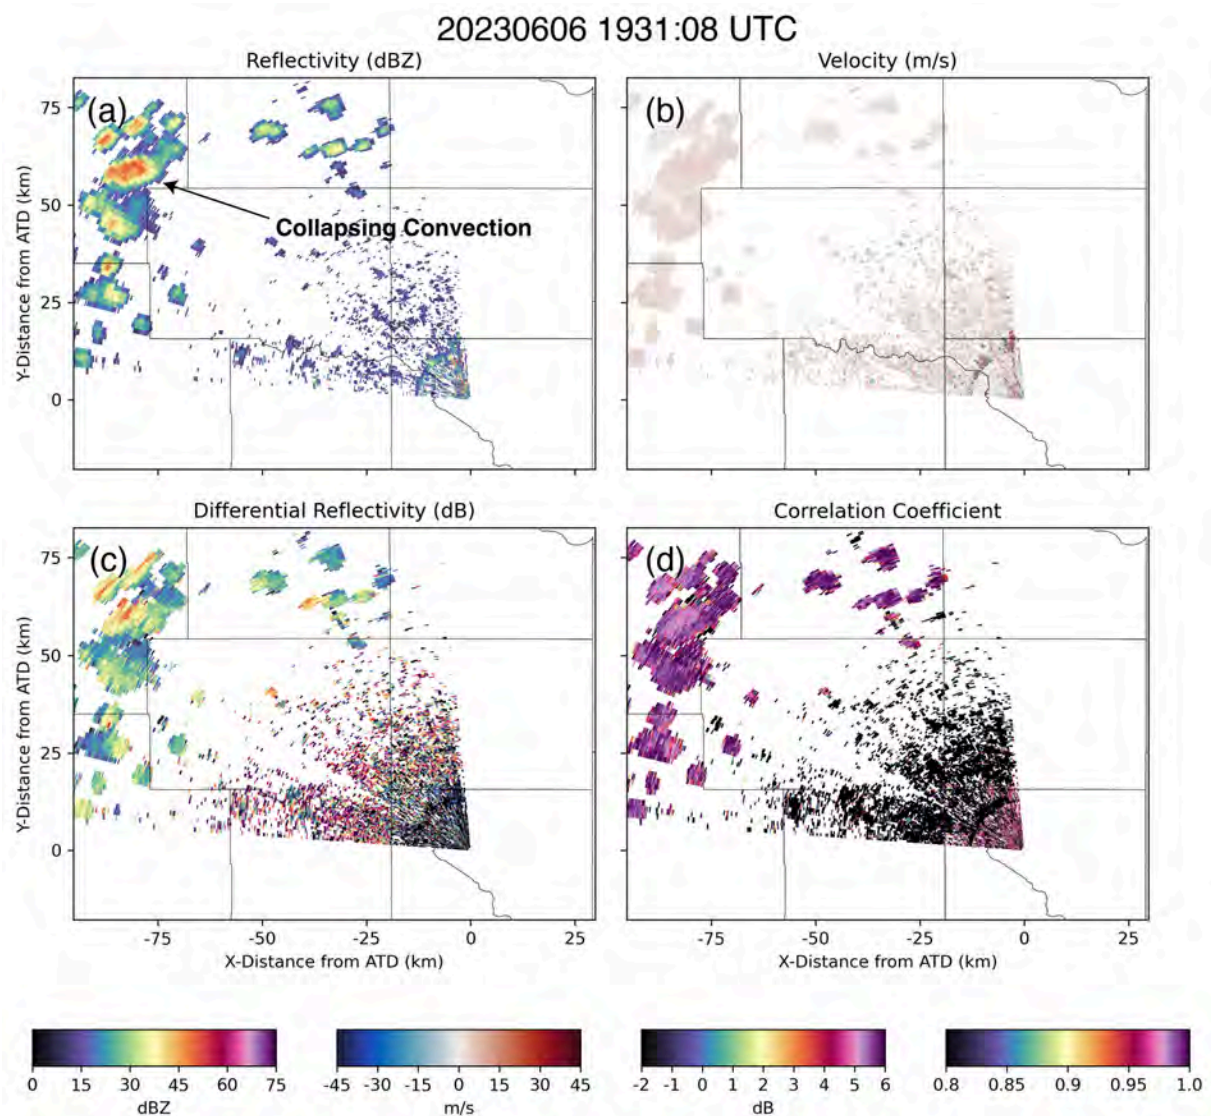 20230606 1931:08 UTC
Reflectivity (dBZ)
Velocity (m/s)
(a)
(b)
Collapsing Convection
75
50
25
0
Y-Distance from ATD (km)
Differential Reflectivity (dB)
Correlation Coefficient
(c)
(d)
75
50
25
0
Y-Distance from ATD (km)
-75 -50 -25 0 25
-75 -50 -25 0 25
X-Distance from ATD (km)
X-Distance from ATD (km)
0 15 30 45 60 75
dBZ
-45 -30 -15 0 15 30 45
m/s
-2 -1 0 1 2 3 4 5 6
dB
0.8 0.85 0.9 0.95 1.0